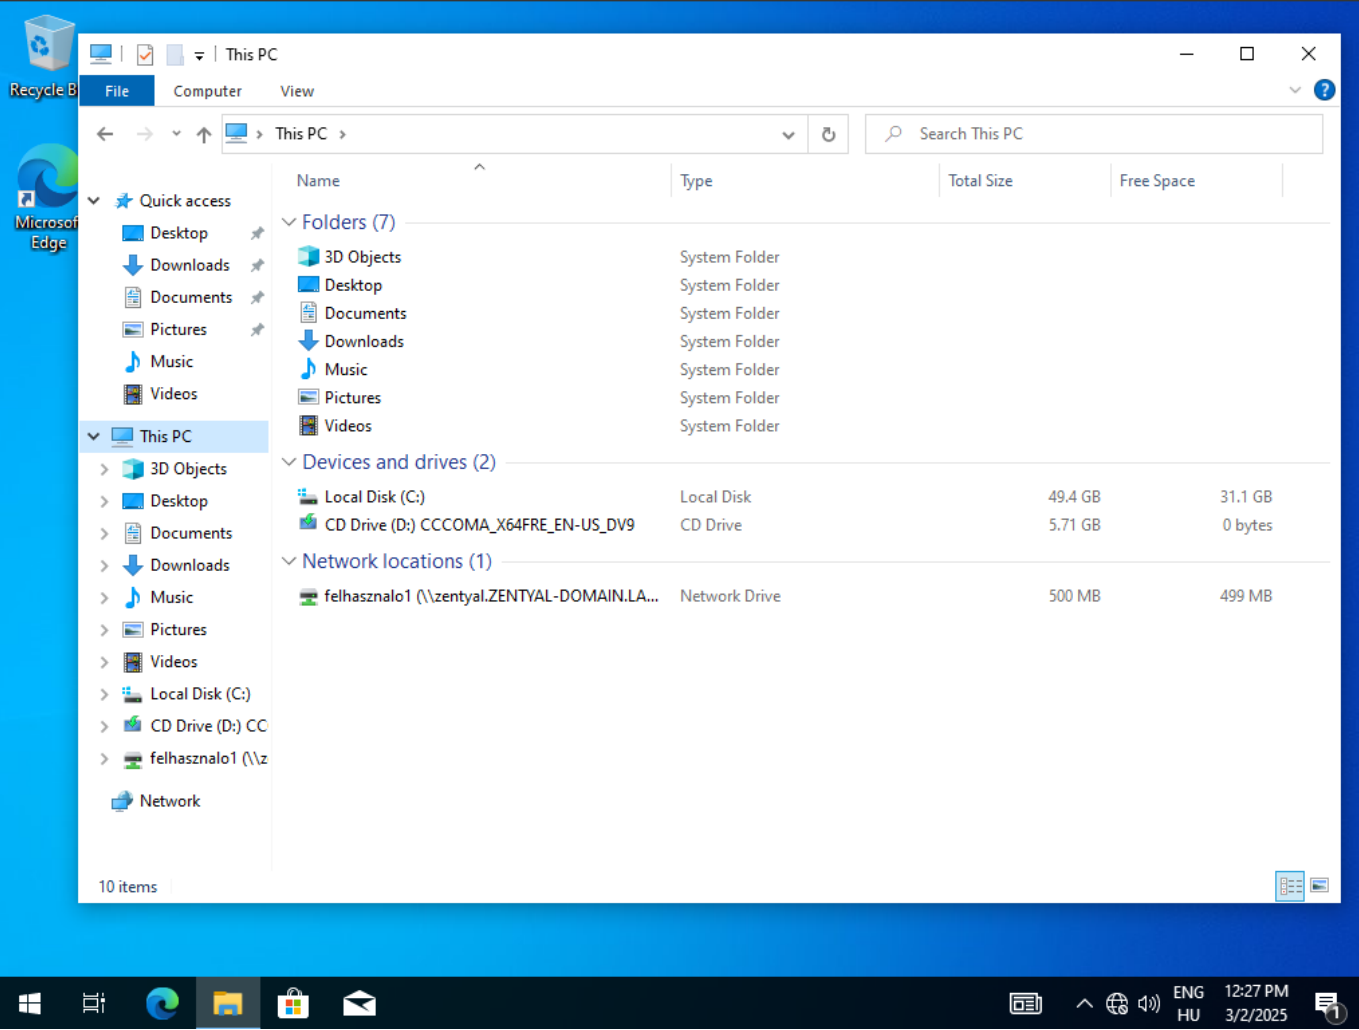 Recycle B
Microsof
Edge
This PC
File
Computer
View
This PC
Search This PC
Quick access
Desktop
Downloads
Documents
Pictures
Music
Videos
This PC
3D Objects
Desktop
Documents
Downloads
Music
Pictures
Videos
Local Disk (C:)
CD Drive (D:) CC
felhasznalo1 (\\z
Network
Name Type Total Size Free Space
Folders (7)
3D Objects System Folder
Desktop System Folder
Documents System Folder
Downloads System Folder
Music System Folder
Pictures System Folder
Videos System Folder
Devices and drives (2)
Local Disk (C:) Local Disk 49.4 GB 31.1 GB
CD Drive (D:) CCCOMA_X64FRE_EN-US_DV9 CD Drive 5.71 GB 0 bytes
Network locations (1)
felhasznalo1 (\\zentyal.ZENTYAL-DOMAIN.LA... Network Drive 500 MB 499 MB
10 items
ENG
HU
12:27 PM
3/2/2025
1